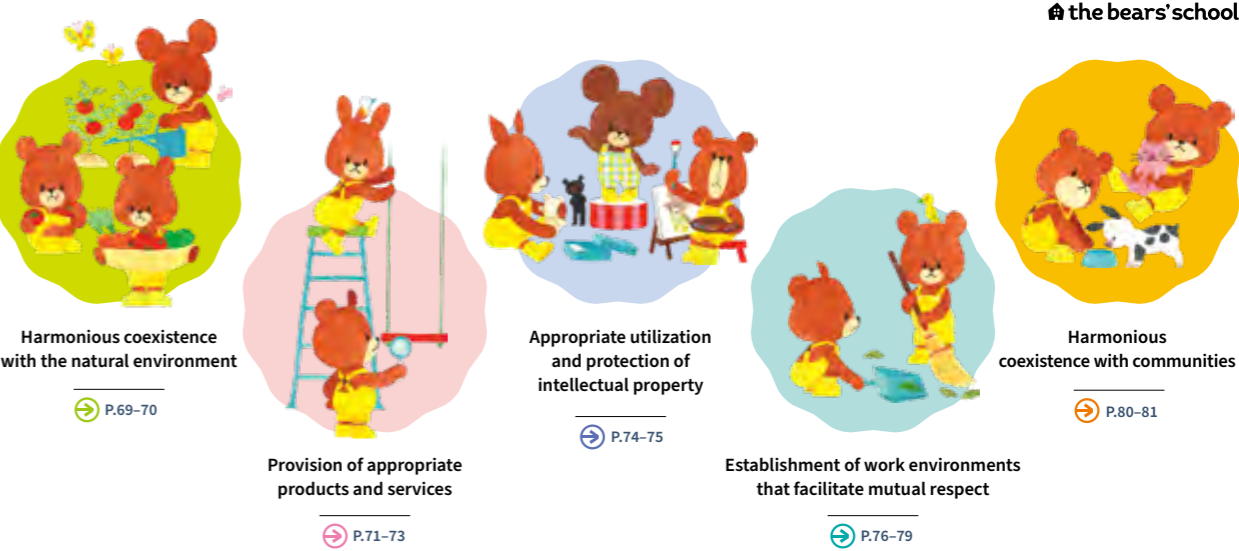 the bears' school
Harmonious coexistence
with the natural environment
P.69–70
Provision of appropriate
products and services
P.71–73
Appropriate utilization
and protection of
intellectual property
P.74–75
Establishment of work environments
that facilitate mutual respect
P.76–79
Harmonious
coexistence with communities
P.80–81